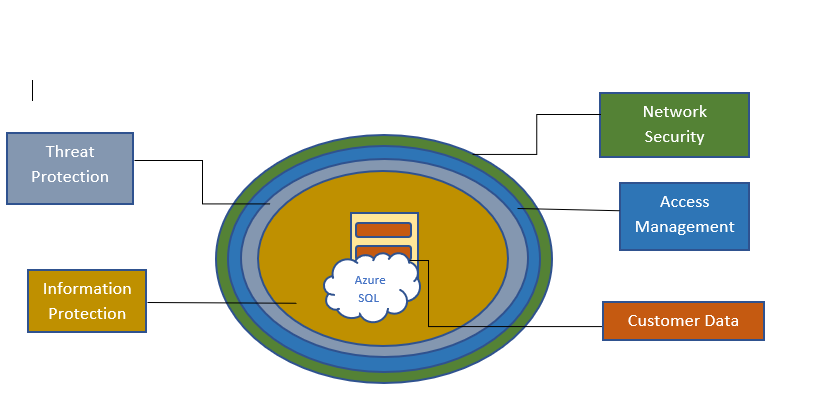 Network
Security
Threat
Protection
Access
Management
Azure
SQL
Information
Protection
Customer Data